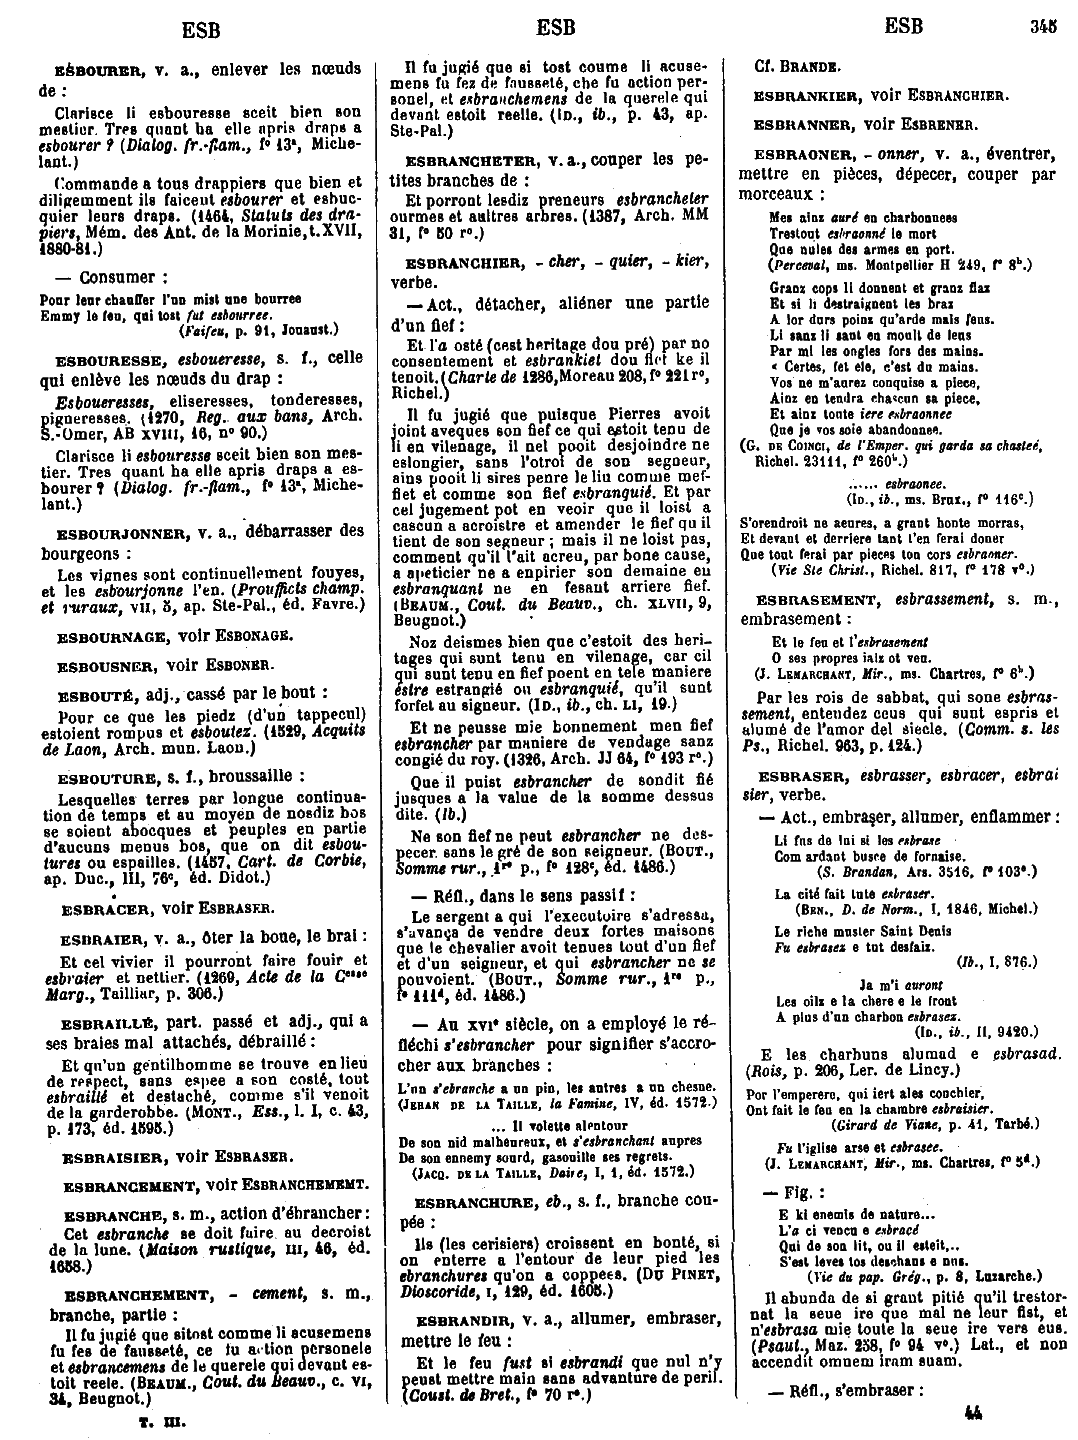 ESB
ESB
ESB 345
ESBOURER, v. a., enlever les nœuds
de :
Clarisce li esbouresse sceit bien son
mestier. Tres quant ha elle apris draps a
esbourer ? (Dialog. fr.-flam., f° 13ª, Miche-
lant.)
Commande a tous drappiers que bien et
diligemment ils faiceut esbourer et esbuc-
quier leurs draps. (1464, Statuts des dra-
piers, Mém. des Ant. de la Morinie, t. XVII,
1880-81.)
— Consumer :
Pour leur chauffer l'un mist une bourree
Emmy le feu, qui tost fut esbourree.
(Faifeu, p. 91, Jouaust.)
ESBOURESSE, esboueresse, s. f., celle
qui enlève les nœuds du drap :
Esboueresses, eliseresses, tonderesses,
pigneresses. (1270, Reg. aux bans, Arch.
S.-Omer, AB XVIII, 16, n° 90.)
Clarisce li esbouresse sceit bien son mes-
tier. Tres quant ha elle apris draps a es-
bourer ? (Dialog. fr.-flam., f° 13ª, Miche-
lant.)
ESBOURJONNER, v. a., débarrasser des
bourgeons :
Les vignes sont continuellement fouyes,
et les esbourjonne l'en. (Prouffictz champ.
et ruraux, VII, 5, ap. Ste-Pal., éd. Favre.)
ESBOURNAGE, voir ESBONAGE.
ESBOUSNER, voir ESBONER.
ESBOUTÉ, adj., cassé par le bout :
Pour ce que les piedz (d'un tappecul)
estoient rompus et esboutez. (1529, Acquits
de Laon, Arch. mun. Laon.)
ESBOUTURE, s. f., broussaille :
Lesquelles terres par longue continua-
tion de temps et au moyen de nosdiz bos
se soient abocques et peuples en partie
d'aucuns menus bos, que on dit esbou-
tures ou espailles. (1457, Cart. de Corbie,
ap. Duc., III, 76ᶜ, éd. Didot.)
ESBRACER, voir ESBRASER.
ESBRAIER, v. a., ôter la boue, le brai :
Et cel vivier il pourront faire fouir et
esbraier et nettier. (1269, Acte de la Cᵉˢˢᵉ
Marg., Tailliar, p. 306.)
ESBRAILLÉ, part. passé et adj., qui a
ses braies mal attachés, débraillé :
Et qu'un gentilhomme se trouve en lieu
de respect, sans espee a son costé, tout
esbraillé et destaché, comme s'il venoit
de la garderobbe. (MONT., Ess., l. I, c. 43,
p. 173, éd. 1595.)
ESBRAISIER, voir ESBRASER.
ESBRANCEMENT, voir ESBRANCHEMEMT.
ESBRANCHE, s. m., action d'ébrancher :
Cet esbranche se doit faire au decroist
de la lune. (Maison rustique, III, 46, éd.
1658.)
ESBRANCHEMENT, - cement, s. m.,
branche, partie :
Il fu jugié que sitost comme li acusemens
fu fes de fausseté, ce fu action personele
et esbrancemens de le querele qui devant es-
toit reele. (BEAUM., Cout. du Beauv., c. VI,
34, Beugnot.)
T. III.
Il fu jugié que si tost coume li acuse-
mens fu fez de fausseté, che fu action per-
sonel, et esbranchemens de la querele qui
devant estoit reelle. (ID., ib., p. 43, ap.
Ste-Pal.)
ESBRANCHETER, v. a., couper les pe-
tites branches de :
Et porront lesdiz preneurs esbrancheter
ourmes et aultres arbres. (1387, Arch. MM
31, f° 50 r°.)
ESBRANCHIER, - cher, - quier, - kier,
verbe.
— Act., détacher, aliéner une partie
d'un fief :
Et l'a osté (cest heritage dou pré) par no
consentement et esbrankiet dou fief ke il
tenoit. (Charte de 1286, Moreau 208, f° 221 r°,
Richel.)
Il fu jugié que puisque Pierres avoit
joint aveques son fief ce qui estoit tenu de
li en vilenage, il nel pooit desjoindre ne
eslongier, sans l'otroi de son segneur,
ains pooit li sires penre le liu comme mef-
fiet et comme son fief esbranquié. Et par
cel jugement pot en veoir que il loist a
cascun a acroistre et amender le fief qu il
tient de son segneur ; mais il ne loist pas,
comment qu'il l'ait acreu, par bone cause,
a apeticier ne a enpirier son demaine en
esbranquant ne en fesant arriere fief.
(BEAUM., Cout. du Beauv., ch. XLVII, 9,
Beugnot.)
Noz deismes bien que c'estoit des heri-
tages qui sunt tenu en vilenage, car cil
qui sunt tenu en fief poent en tele maniere
estre estrangié ou esbranquié, qu'il sunt
forfet au signeur. (ID., ib., ch. LI, 19.)
Et ne peusse mie bonnement men fief
esbrancher par maniere de vendage sanz
congié du roy. (1326, Arch. JJ 64, f° 193 r°.)
Que il puist esbrancher de sondit fié
jusques a la value de la somme dessus
dite. (Ib.)
Ne son fief ne peut esbrancher ne des-
pecer sans le gré de son seigneur. (BOUT.,
Somme rur., 1ʳᵉ p., f° 128ᶜ, éd. 1486.)
— Réfl., dans le sens passif :
Le sergent a qui l'executoire s'adressa,
s'avança de vendre deux fortes maisons
que le chevalier avoit tenues tout d'un fief
et d'un seigneur, et qui esbrancher ne se
pouvoient. (BOUT., Somme rur., 1ʳᵉ p.,
f° IIIIᵈ, éd. 1486.)
— Au XVIᵉ siècle, on a employé le ré-
fléchi s'esbrancher pour signifier s'accro-
cher aux branches :
L'un s'ebranche a un pin, les autres a un chesne.
(JEHAN DE LA TAILLE, la Famine, IV, éd. 1572.)
... Il volette alentour
De son nid malheureux, et s'esbranchant aupres
De son ennemy sourd, gasouille ses regrets.
(JACQ. DE LA TAILLE, Daire, I, 1, éd. 1572.)
ESBRANCHURE, eb., s. f., branche cou-
pée :
Ils (les cerisiers) croissent en bonté, si
on enterre a l'entour de leur pied les
ebranchures qu'on a coppees. (DU PINET,
Dioscoride, I, 129, éd. 1605.)
ESBRANDIR, v. a., allumer, embraser,
mettre le feu :
Et le feu fust si esbrandi que nul n'y
peust mettre main sans advanture de peril.
(Coust. de Bret., f° 70 r°.)
Cf. BRANDE.
ESBRANKIER, voir ESBRANCHIER.
ESBRANNER, voir ESBRENER.
ESBRAONER, - onner, v. a., éventrer,
mettre en pièces, dépecer, couper par
morceaux :
Mes ainz auré en charbonnees
Trestout esbraonné le mort
Que nules des armes en port.
(Perceval, ms. Montpellier H 249, f° 8ᵇ.)
Granz cops li donnent et granz flaz
Et si li destraignent les braz
A lor durs poinz qu'arde mals feus.
Li sanz li saut en moult de leus
Par mi les ongles fors des mains.
« Certes, fet ele, c'est du mains.
Vos ne m'aurez conquise a piece,
Ainz en tendra chascun sa piece,
Et ainz toute iere esbraonnee
Que je vos soie abandonnee.
(G. DE COINCI, de l'Emper. qui garda sa chasteé,
Richel. 23111, f° 260ᵇ.)
...... esbraonee.
(ID., ib., ms. Brux., f° 116ᶜ.)
S'orendroit ne aeures, a grant honte morras,
Et devant et derriere tant l'en ferai doner
Que tout ferai par pieces ton cors esbraoner.
(Vie Ste Christ., Richel. 817, f° 178 v°.)
ESBRASEMENT, esbrassement, s. m.,
embrasement :
Et le feu et l'esbrasement
O ses propres ialz ot veu.
(J. LEMARCHANT, Mir., ms. Chartres, f° 6ᵇ.)
Par les rois de sabbat, qui sone esbras-
sement, entendez ceus qui sunt espris et
alumé de l'amor del siecle. (Comm. s. les
Ps., Richel. 963, p. 124.)
ESBRASER, esbrasser, esbracer, esbrai
sier, verbe.
— Act., embraser, allumer, enflammer :
Li fus de lui si les esbrase
Com ardant busce de fornaise.
(S. Brandan, Ars. 3516, f° 103ᵉ.)
La cité fait tute esbraser.
(BEN., D. de Norm., I, 1846, Michel.)
Le riche muster Saint Denis
Fu esbrasez e tut desfaiz.
(Ib., I, 876.)
Ja m'i auront
Les oilz e la chere e le front
A plus d'un charbon esbrasez.
(ID., ib., II, 9420.)
E les charbuns alumad e esbrasad.
(Rois, p. 206, Ler. de Lincy.)
Por l'emperero, qui iert ales conchier,
Ont fait le feu en la chambre esbraisier.
(Girard de Viane, p. 41, Tarbé.)
Fu l'iglise arse et esbrasee.
(J. LEMARCHANT, Mir., ms. Chartres, f° 5ᵈ.)
— Fig. :
E ki enemis de nature...
L'a ci vencu e esbracé
Qui de son lit, ou il esteit,..
S'est leves tos deschaus e nus.
(Vie du pap. Grég., p. 8, Luzarche.)
Il abunda de si grant pitié qu'il trestor-
nat la seue ire que mal ne leur fist, et
n'esbrasa mie toute la seue ire vers eus.
(Psaut., Maz. 258, f° 94 v°.) Lat., et non
accendit omnem iram suam.
— Réfl., s'embraser :
44